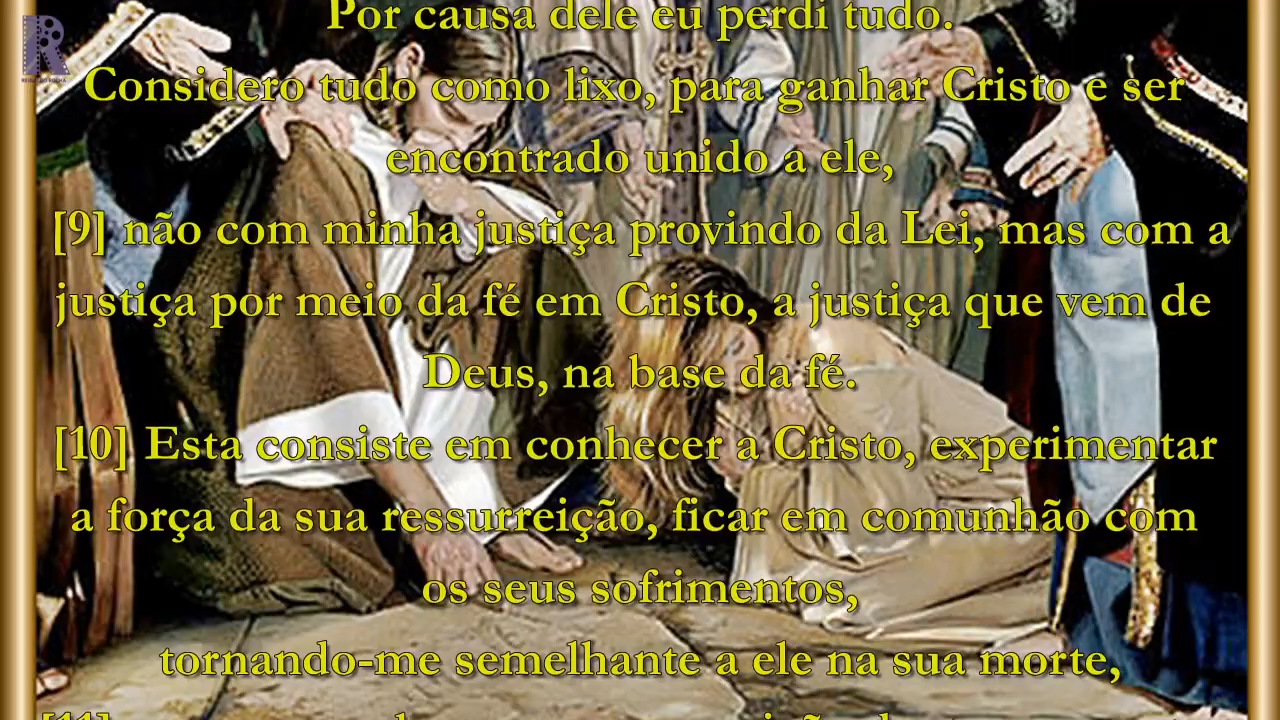 Por causa dele eu perdi tudo.
Considero tudo como lixo, para ganhar Cristo e ser
encontrado unido a ele,
[9] não com minha justiça provindo da Lei, mas com a
justiça por meio da fé em Cristo, a justiça que vem de
Deus, na base da fé.
[10] Esta consiste em conhecer a Cristo, experimentar
a força da sua ressurreição, ficar em comunhão com
os seus sofrimentos,
tornando-me semelhante a ele na sua morte,
[11]